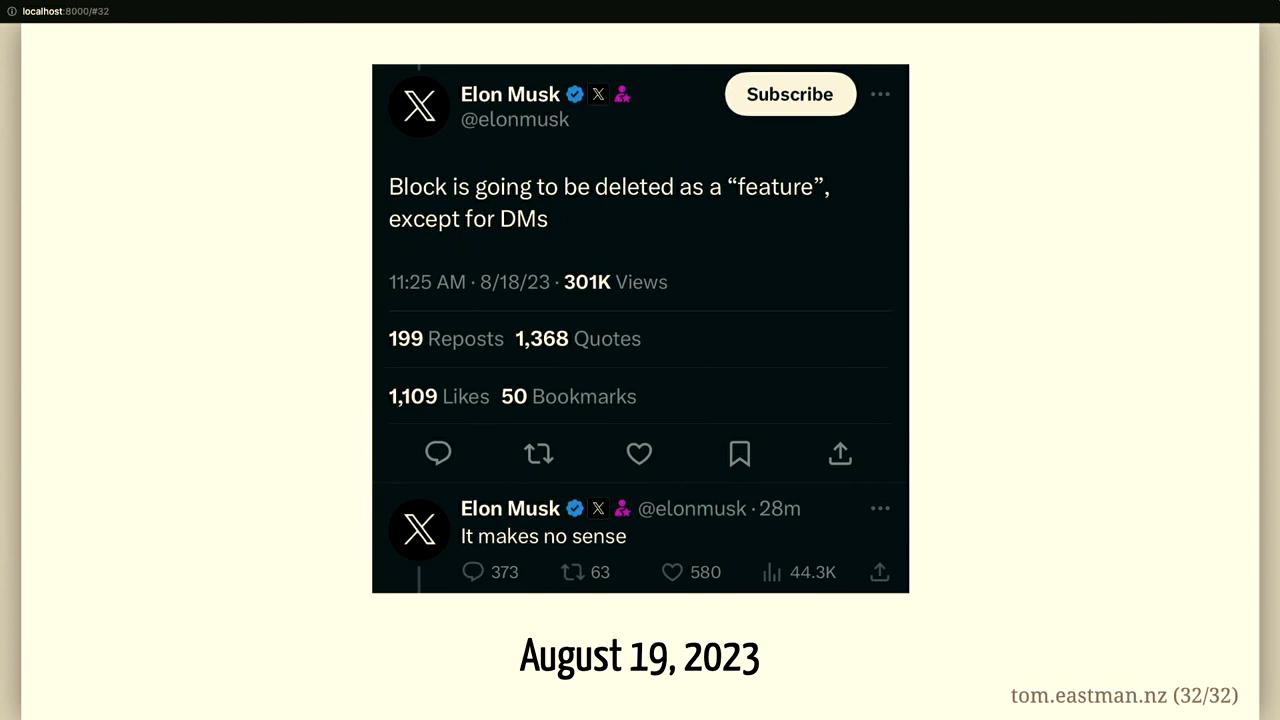 localhost:8000/#32
Elon Musk
Subscribe
@elonmusk
Block is going to be deleted as a “feature”,
except for DMs
11:25 AM · 8/18/23 · 301K Views
199 Reposts 1,368 Quotes
1,109 Likes 50 Bookmarks
Elon Musk @elonmusk · 28m
It makes no sense
373 63 580 44.3K
August 19, 2023
tom.eastman.nz (32/32)